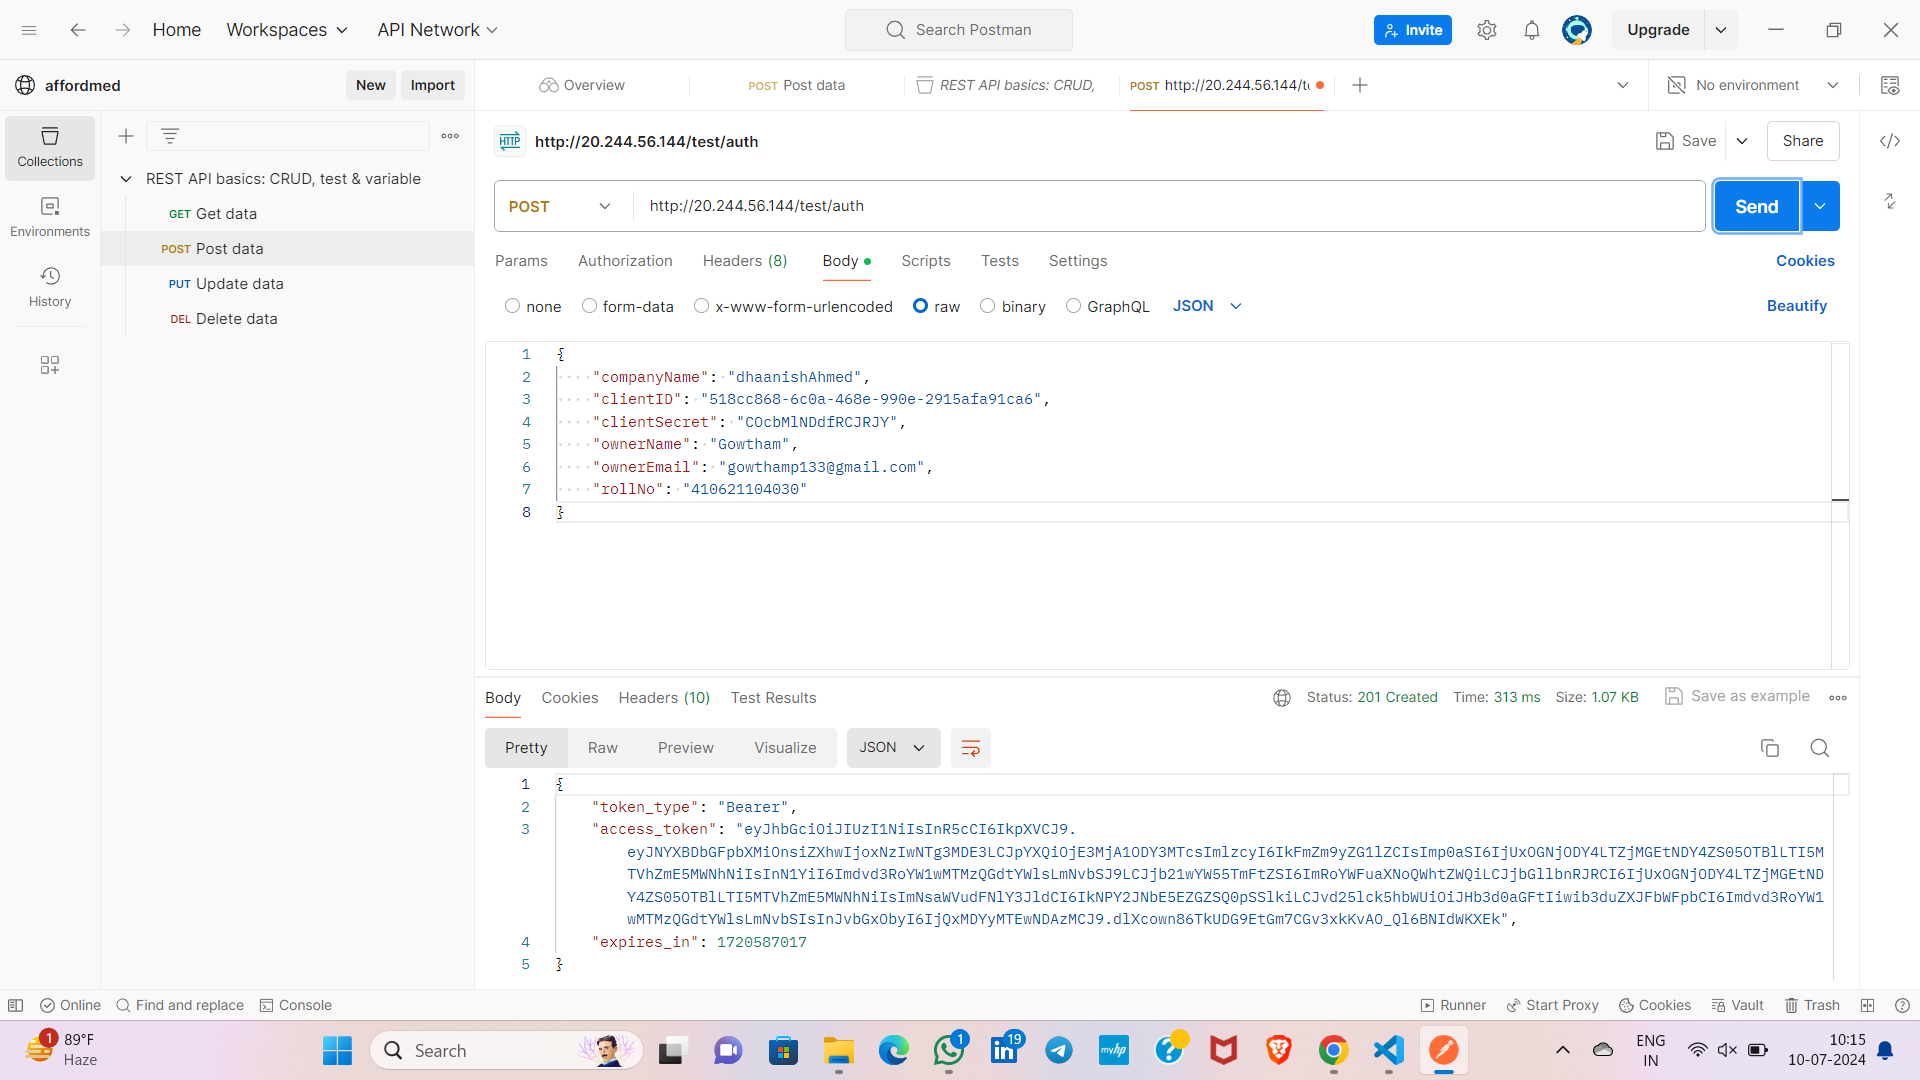 Home Workspaces API Network Search Postman Invite Upgrade
affordmed New Import Overview POST Post data REST API basics: CRUD, POST http://20.244.56.144/t No environment
Collections
Environments
History
REST API basics: CRUD, test & variable
GET Get data
POST Post data
PUT Update data
DEL Delete data
HTTP http://20.244.56.144/test/auth Save Share
POST http://20.244.56.144/test/auth Send
Params Authorization Headers (8) Body Scripts Tests Settings Cookies
none form-data x-www-form-urlencoded raw binary GraphQL JSON Beautify
1 {
2 "companyName": "dhaanishAhmed",
3 "clientID": "518cc868-6c0a-468e-990e-2915afa91ca6",
4 "clientSecret": "COcbMlNDdfRCJRJY",
5 "ownerName": "Gowtham",
6 "ownerEmail": "gowthamp133@gmail.com",
7 "rollNo": "410621104030"
8 }
Body Cookies Headers (10) Test Results Status: 201 Created Time: 313 ms Size: 1.07 KB Save as example
Pretty Raw Preview Visualize JSON
1 {
2 "token_type": "Bearer",
3 "access_token": "eyJhbGciOiJIUzI1NiIsInR5cCI6IkpXVCJ9.
eyJNYXBDbGFpbXMiOnsiZXhwIjoxNzIwNTg3MDE3LCJpYXQiOjE3MjA1ODY3MTcsImlzcyI6IkFmZm9yZG1lZCIsImp0aSI6IjUxOGNjODY4LTZjMGEtNDY4ZS05OTBlLTI5M
TVhZmE5MWNhNiIsInN1YiI6Imdvd3RoYW1wMTMzQGdtYWlsLmNvbSJ9LCJjb21wYW55TmFtZSI6ImRoYWFuaXNoQWhtZWQiLCJjbGllbnRJRCI6IjUxOGNjODY4LTZjMGEtND
Y4ZS05OTBlLTI5MTVhZmE5MWNhNiIsImNsaWVudFNlY3JldCI6IkNPY2JNbE5EZGZSQ0pSSlkiLCJvd25lck5hbWUiOiJHb3d0aGFtIiwib3duZXJFbWFpbCI6Imdvd3RoYW1
wMTMzQGdtYWlsLmNvbSIsInJvbGxObyI6IjQxMDYyMTEwNDAzMCJ9.dlXcown86TkUDG9EtGm7CGv3xkKvAO_Ql6BNIdWKXEk",
4 "expires_in": 1720587017
5 }
Online Find and replace Console Runner Start Proxy Cookies Vault Trash
1 89°F
Haze
Search 1 19 myhp ENG
IN
10:15
10-07-2024